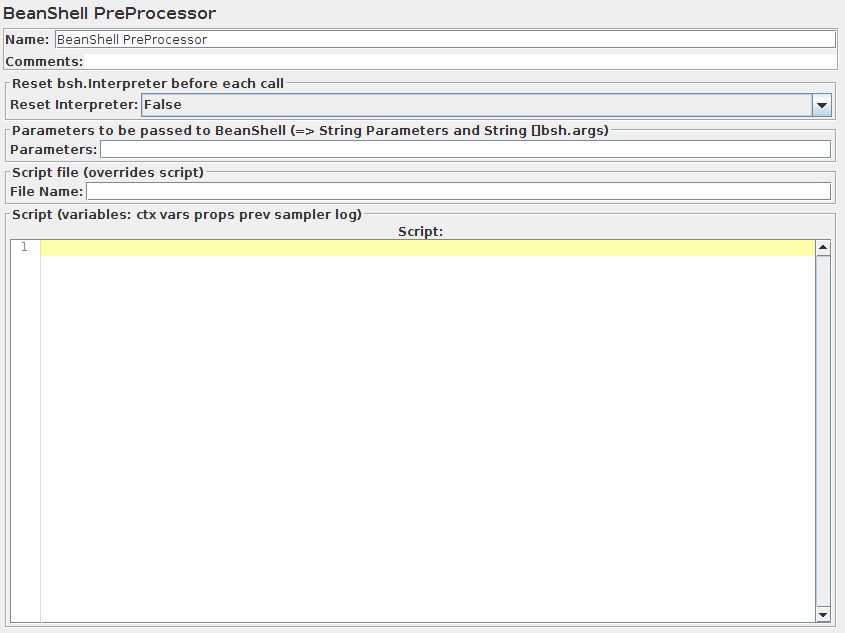 BeanShell PreProcessor
Name: BeanShell PreProcessor
Comments:
Reset bsh.Interpreter before each call
Reset Interpreter: False
Parameters to be passed to BeanShell (=> String Parameters and String []bsh.args)
Parameters:
Script file (overrides script)
File Name:
Script (variables: ctx vars props prev sampler log)
Script:
1